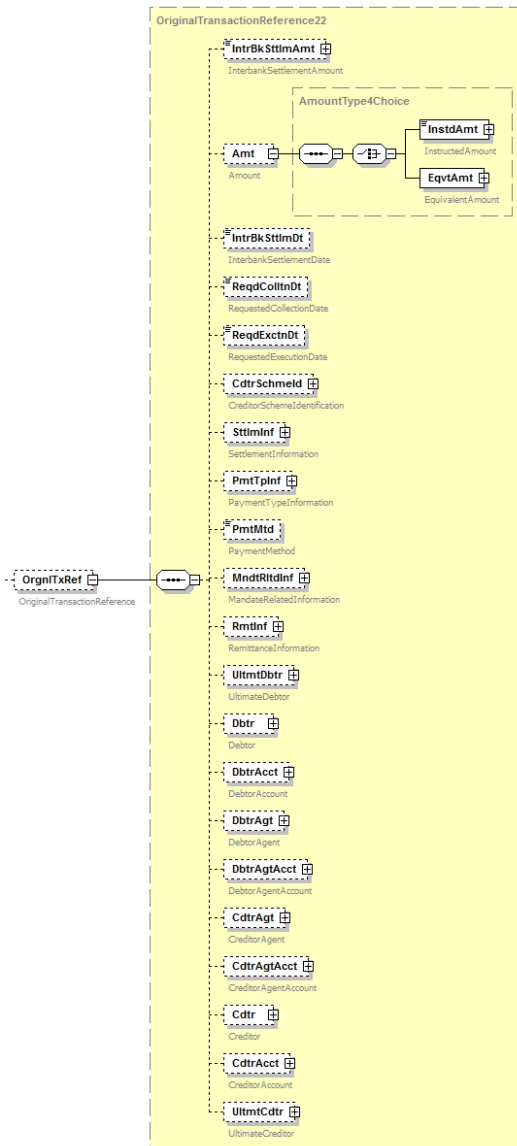 OriginalTransactionReference22
IntrBkSttlmAmt
InterbankSettlementAmount
AmountType4Choice
InstdAmt
InstructedAmount
Amt
Amount
EqvtAmt
EquivalentAmount
IntrBkSttlmDt
InterbankSettlementDate
ReqdColltnDt
RequestedCollectionDate
ReqdExctnDt
RequestedExecutionDate
CdtrSchmeId
CreditorSchemeIdentification
SttlmInf
SettlementInformation
PmtTpInf
PaymentTypeInformation
PmtMtd
PaymentMethod
OrgnlTxRef
OriginalTransactionReference
MndtRltdInf
MandateRelatedInformation
RmtInf
RemittanceInformation
UltmtDbtr
UltimateDebtor
Dbtr
Debtor
DbtrAcct
DebtorAccount
DbtrAgt
DebtorAgent
DbtrAgtAcct
DebtorAgentAccount
CdtrAgt
CreditorAgent
CdtrAgtAcct
CreditorAgentAccount
Cdtr
Creditor
CdtrAcct
CreditorAccount
UltmtCdtr
UltimateCreditor